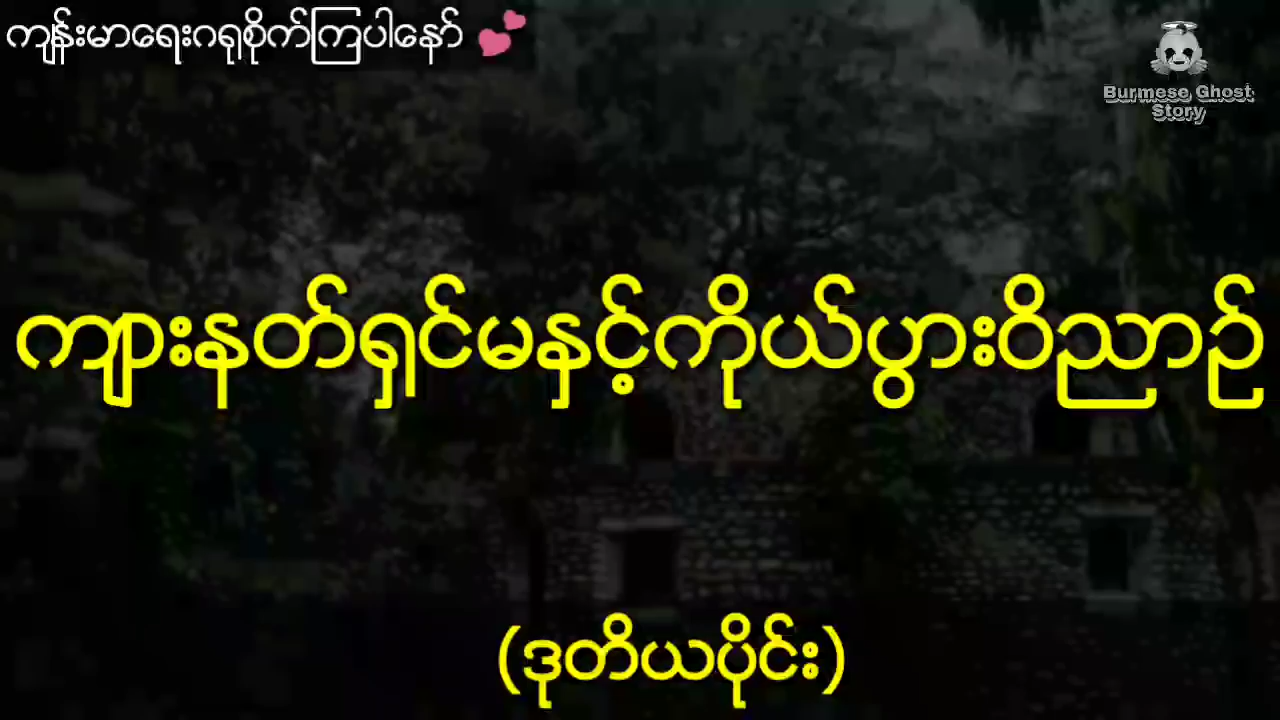 ကျန်းမာရေးဂရုစိုက်ကြပါနော် 💕
Burmese Ghost
Story
ကျားနတ်ရှင်မနှင့်ကိုယ်ပွားဝိညာဉ်
(ဒုတိယပိုင်း)